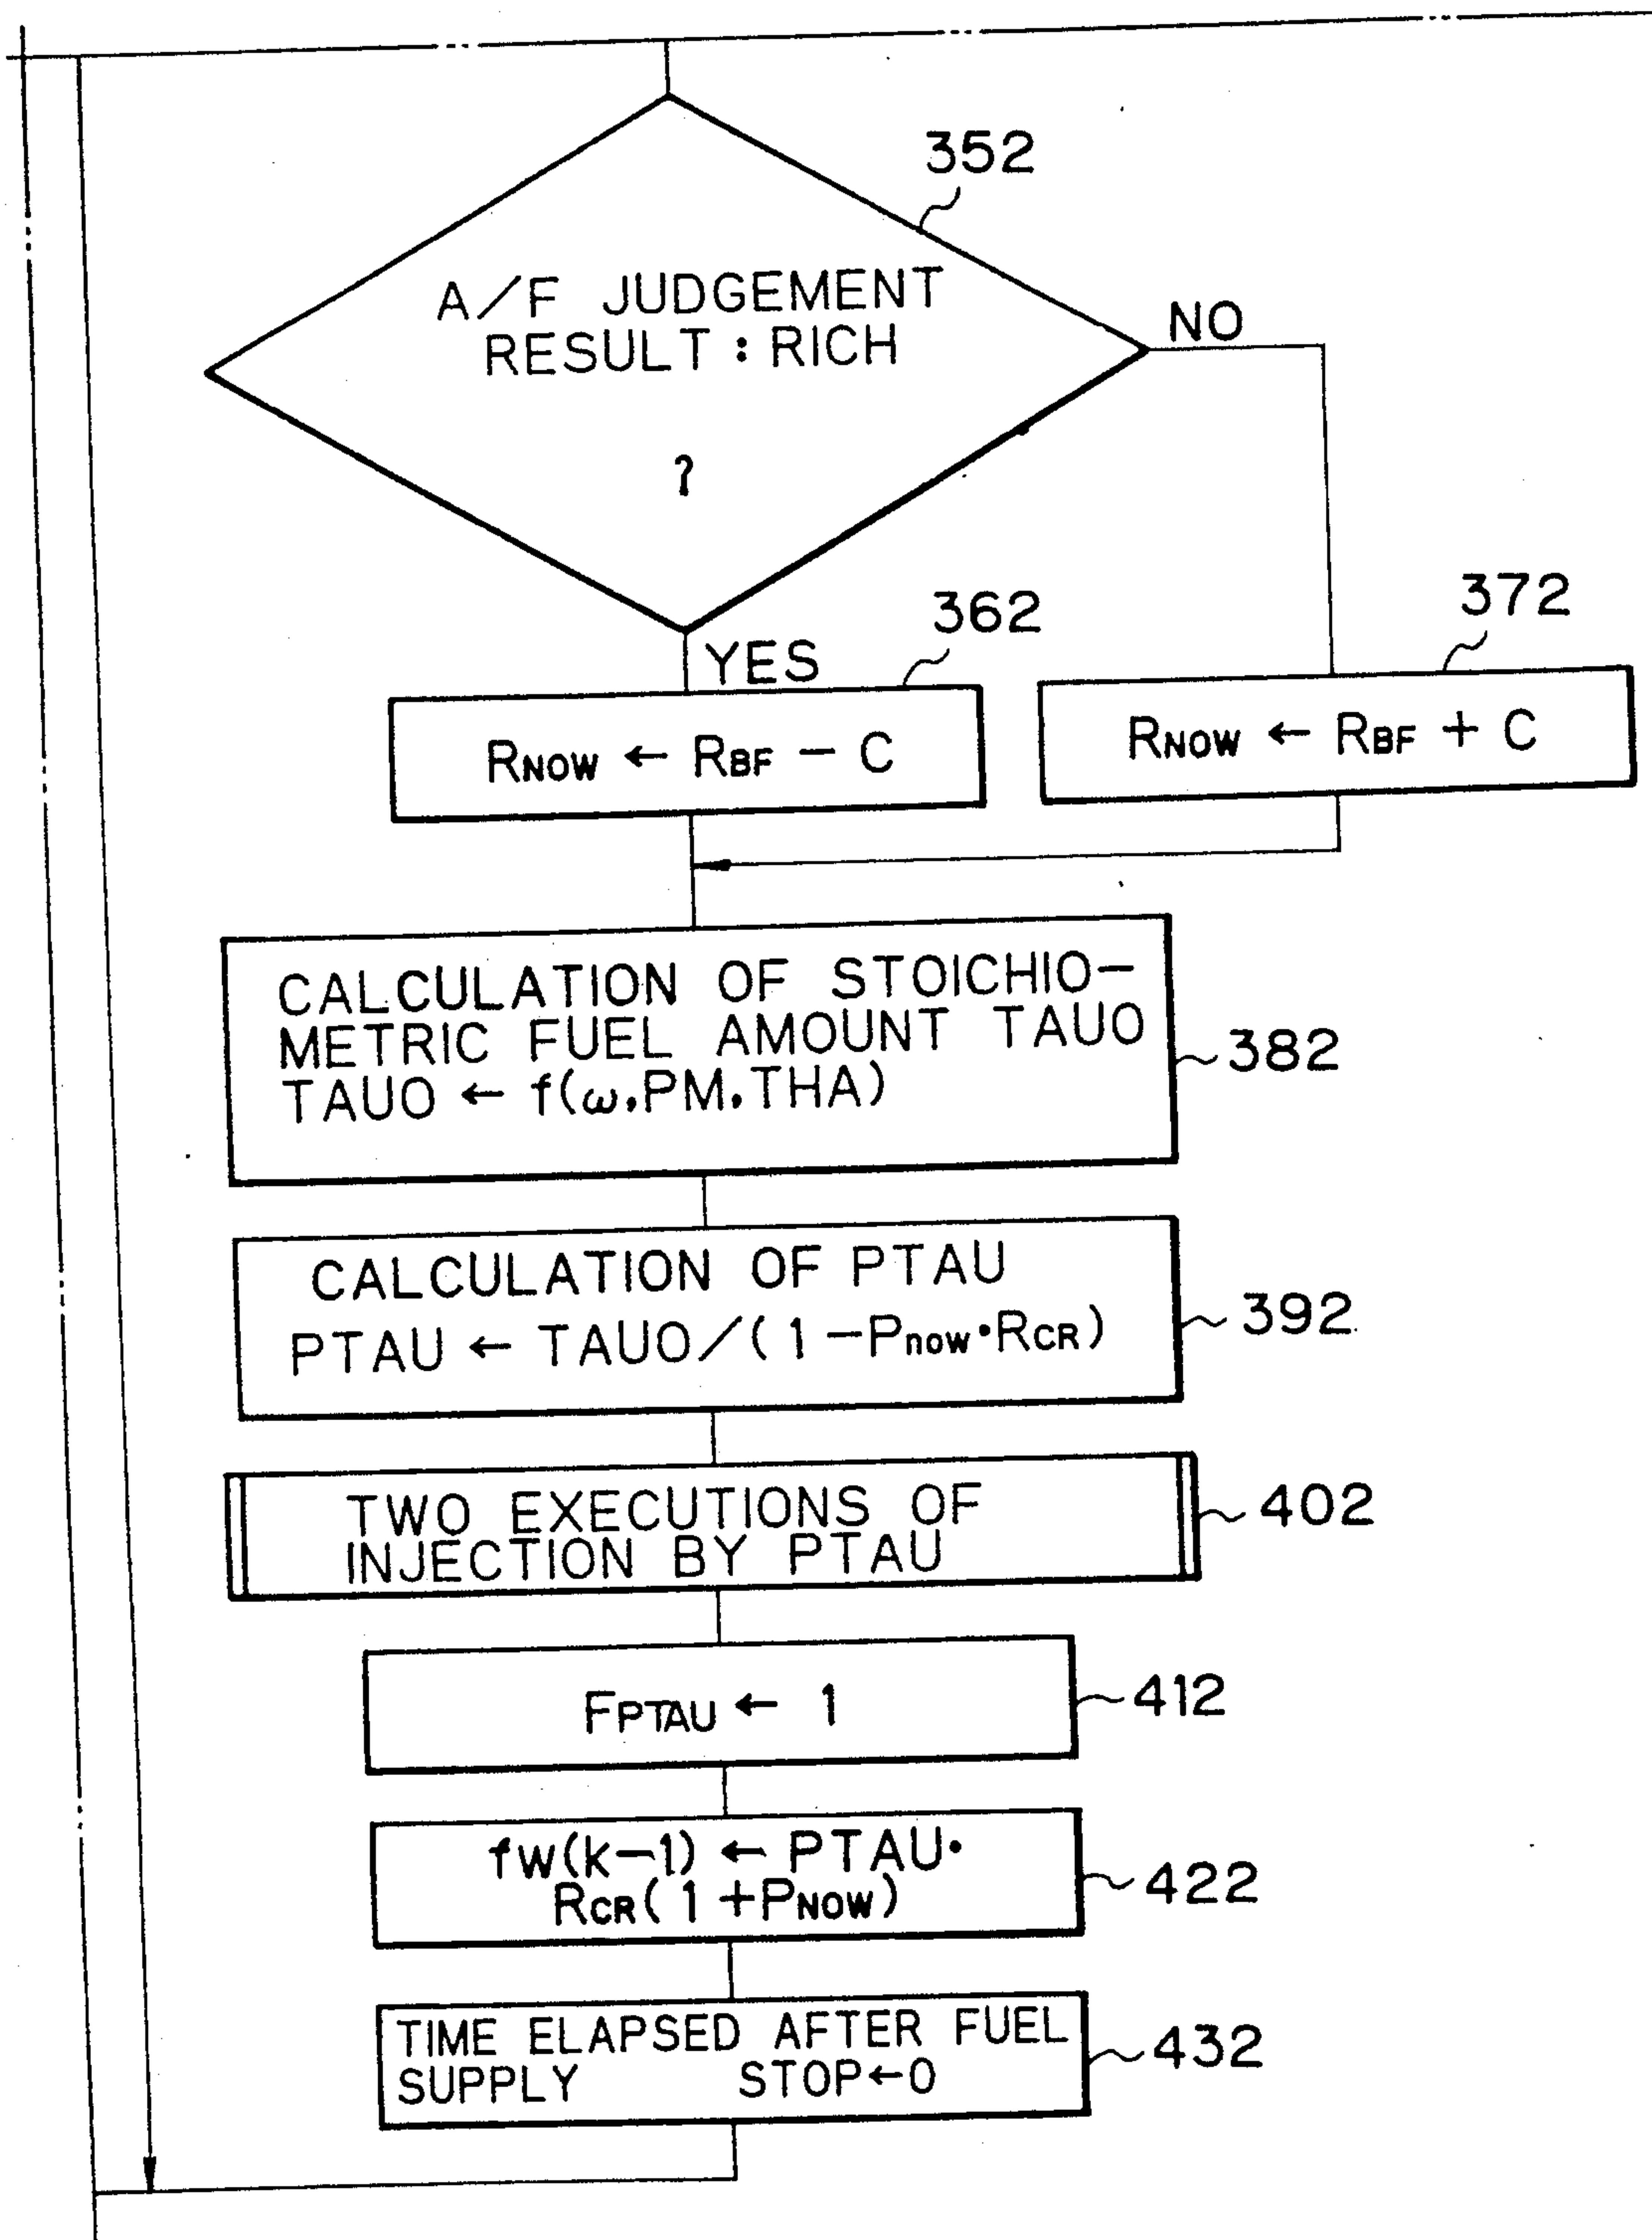 352
A/F JUDGEMENT
RESULT : RICH
?
NO
YES
362
372
RNOW ← RBF − C
RNOW ← RBF + C
CALCULATION OF STOICHIO-
METRIC FUEL AMOUNT TAUO
TAUO ← f(ω.PM.THA)
382
CALCULATION OF PTAU
PTAU ← TAUO/(1−Pnow·RCR)
392
TWO EXECUTIONS OF
INJECTION BY PTAU
402
FPTAU ← 1
412
fw(k−1) ← PTAU·
RCR(1+PNOW)
422
TIME ELAPSED AFTER FUEL
SUPPLY STOP←0
432